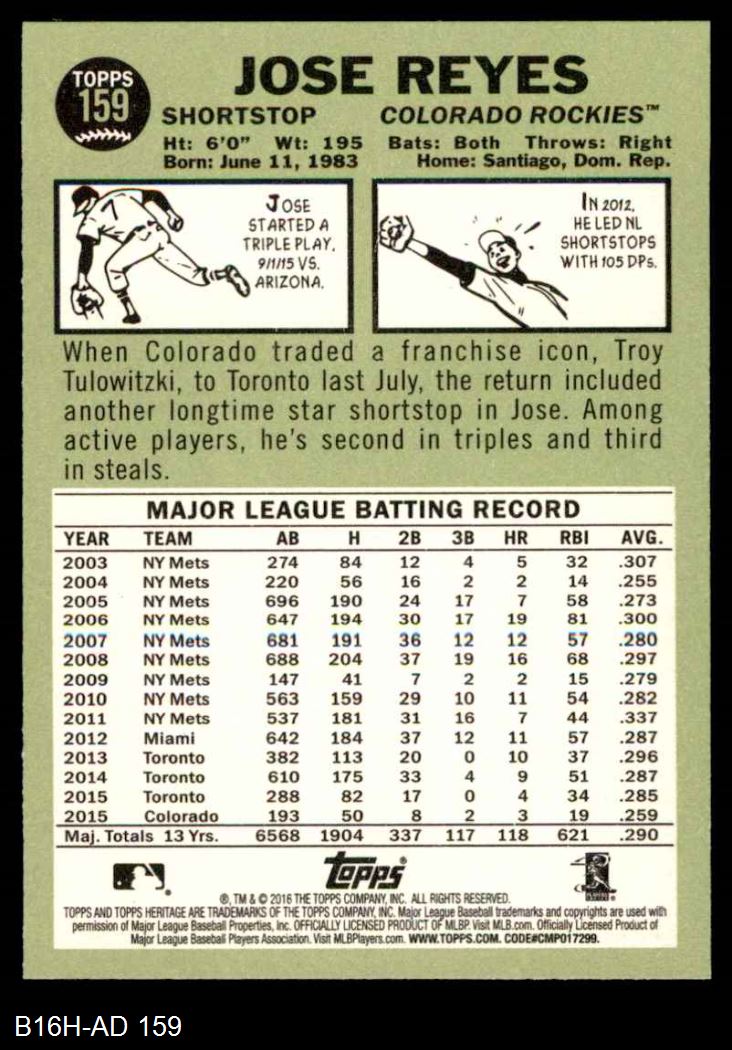 TOPPS
159
JOSE REYES
SHORTSTOP COLORADO ROCKIES™
Ht: 6'0" Wt: 195 Bats: Both Throws: Right
Born: June 11, 1983 Home: Santiago, Dom. Rep.
JOSE
STARTED A
TRIPLE PLAY,
9/1/15 VS.
ARIZONA.
IN 2012,
HE LED NL
SHORTSTOPS
WITH 105 DPs.
When Colorado traded a franchise icon, Troy
Tulowitzki, to Toronto last July, the return included
another longtime star shortstop in Jose. Among
active players, he's second in triples and third
in steals.
MAJOR LEAGUE BATTING RECORD
YEAR TEAM AB H 2B 3B HR RBI AVG.
2003 NY Mets 274 84 12 4 5 32 .307
2004 NY Mets 220 56 16 2 2 14 .255
2005 NY Mets 696 190 24 17 7 58 .273
2006 NY Mets 647 194 30 17 19 81 .300
2007 NY Mets 681 191 36 12 12 57 .280
2008 NY Mets 688 204 37 19 16 68 .297
2009 NY Mets 147 41 7 2 2 15 .279
2010 NY Mets 563 159 29 10 11 54 .282
2011 NY Mets 537 181 31 16 7 44 .337
2012 Miami 642 184 37 12 11 57 .287
2013 Toronto 382 113 20 0 10 37 .296
2014 Toronto 610 175 33 4 9 51 .287
2015 Toronto 288 82 17 0 4 34 .285
2015 Colorado 193 50 8 2 3 19 .259
Maj. Totals 13 Yrs. 6568 1904 337 117 118 621 .290
topps®
®, TM & © 2016 THE TOPPS COMPANY, INC. ALL RIGHTS RESERVED.
TOPPS AND TOPPS HERITAGE ARE TRADEMARKS OF THE TOPPS COMPANY, INC. Major League Baseball trademarks and copyrights are used with
permission of Major League Baseball Properties, Inc. OFFICIALLY LICENSED PRODUCT OF MLBP. Visit MLB.com. Officially Licensed Product of
Major League Baseball Players Association. Visit MLBPlayers.com. WWW.TOPPS.COM. CODE#CMP017299.
B16H-AD 159